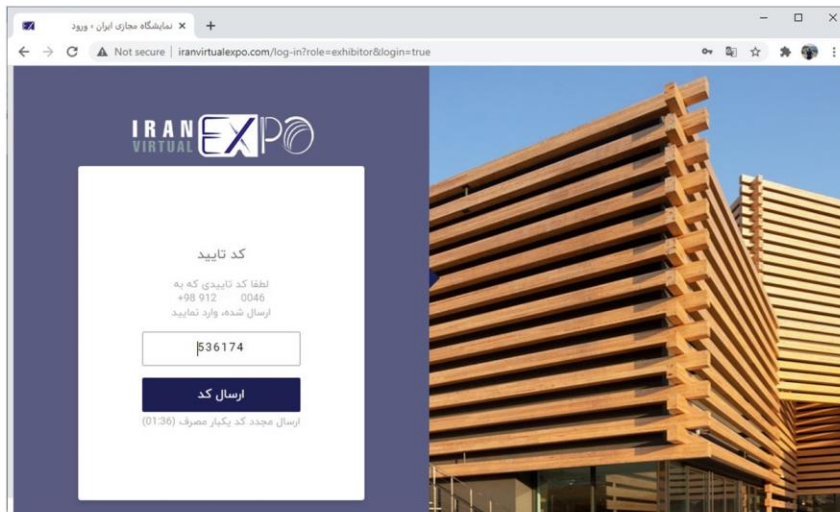 نمایشگاه مجازی ایران » ورود
Not secure | iranvirtualexpo.com/log-in?role=exhibitor&login=true
IRAN EXPO
VIRTUAL
کد تایید
لطفا کد تاییدی که به
+98 912 0046
ارسال شده، وارد نمایید
536174
ارسال کد
ارسال مجدد کد یکبار مصرف (01:36)